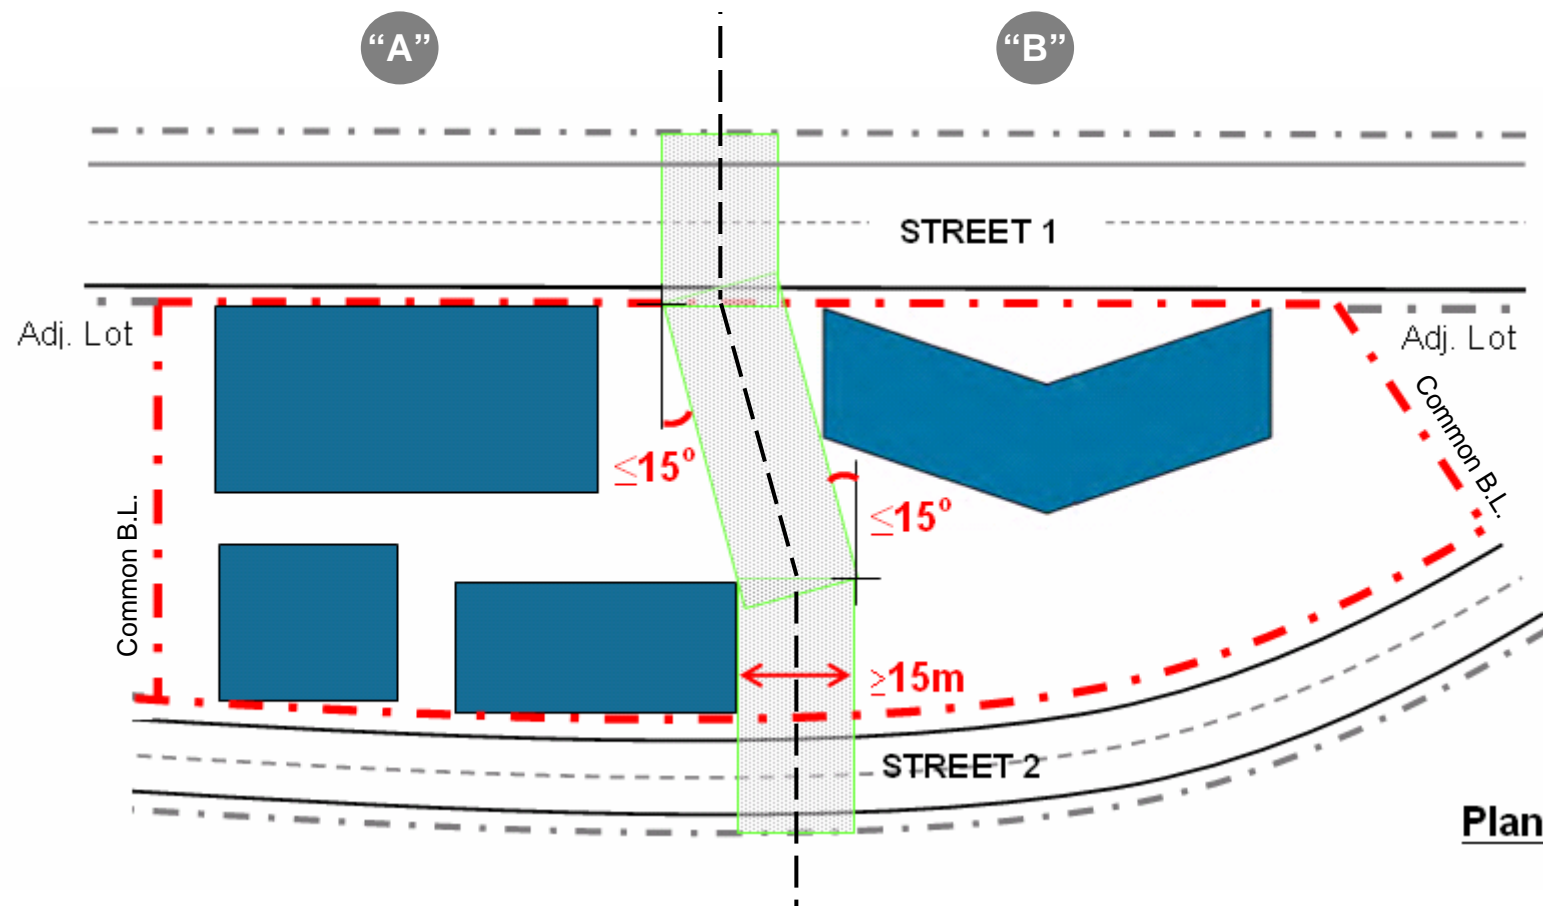 “A”
“B”
STREET 1
Adj. Lot
Adj. Lot
Common B.L.
≤15°
≤15°
Common B.L.
≥15m
STREET 2
Plan